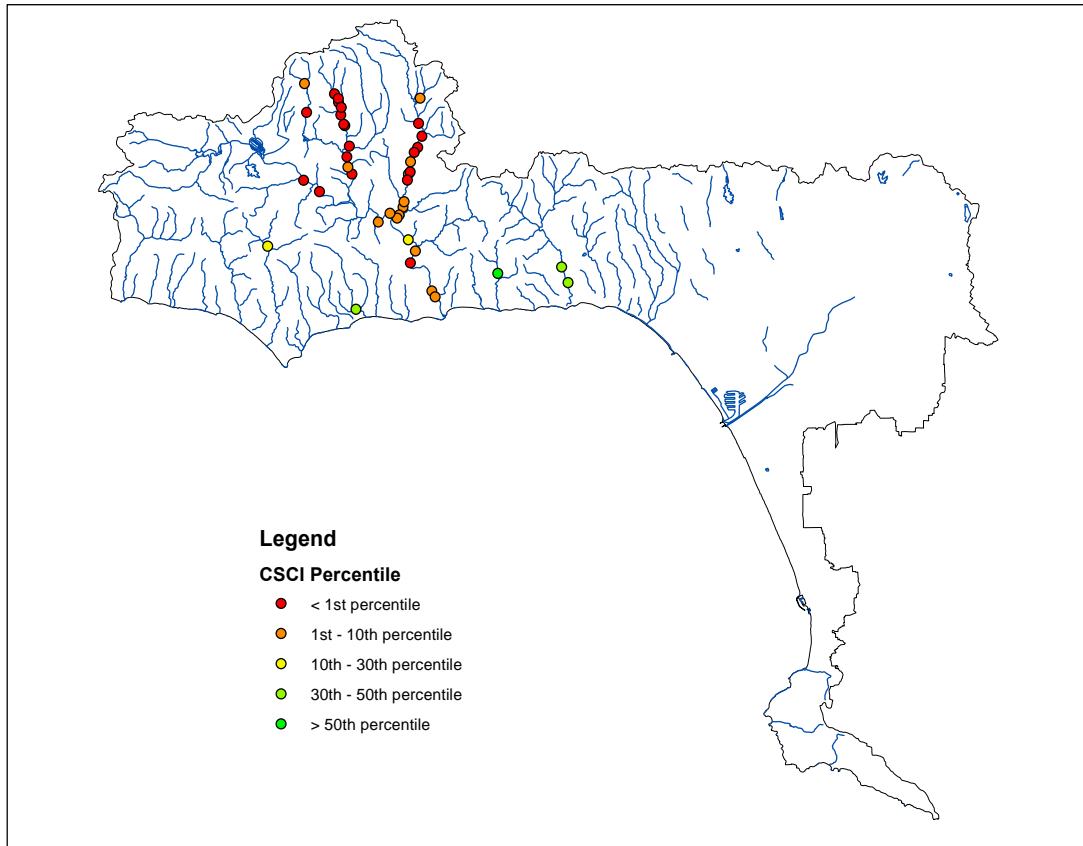 Legend
CSCI Percentile
< 1st percentile
1st - 10th percentile
10th - 30th percentile
30th - 50th percentile
> 50th percentile